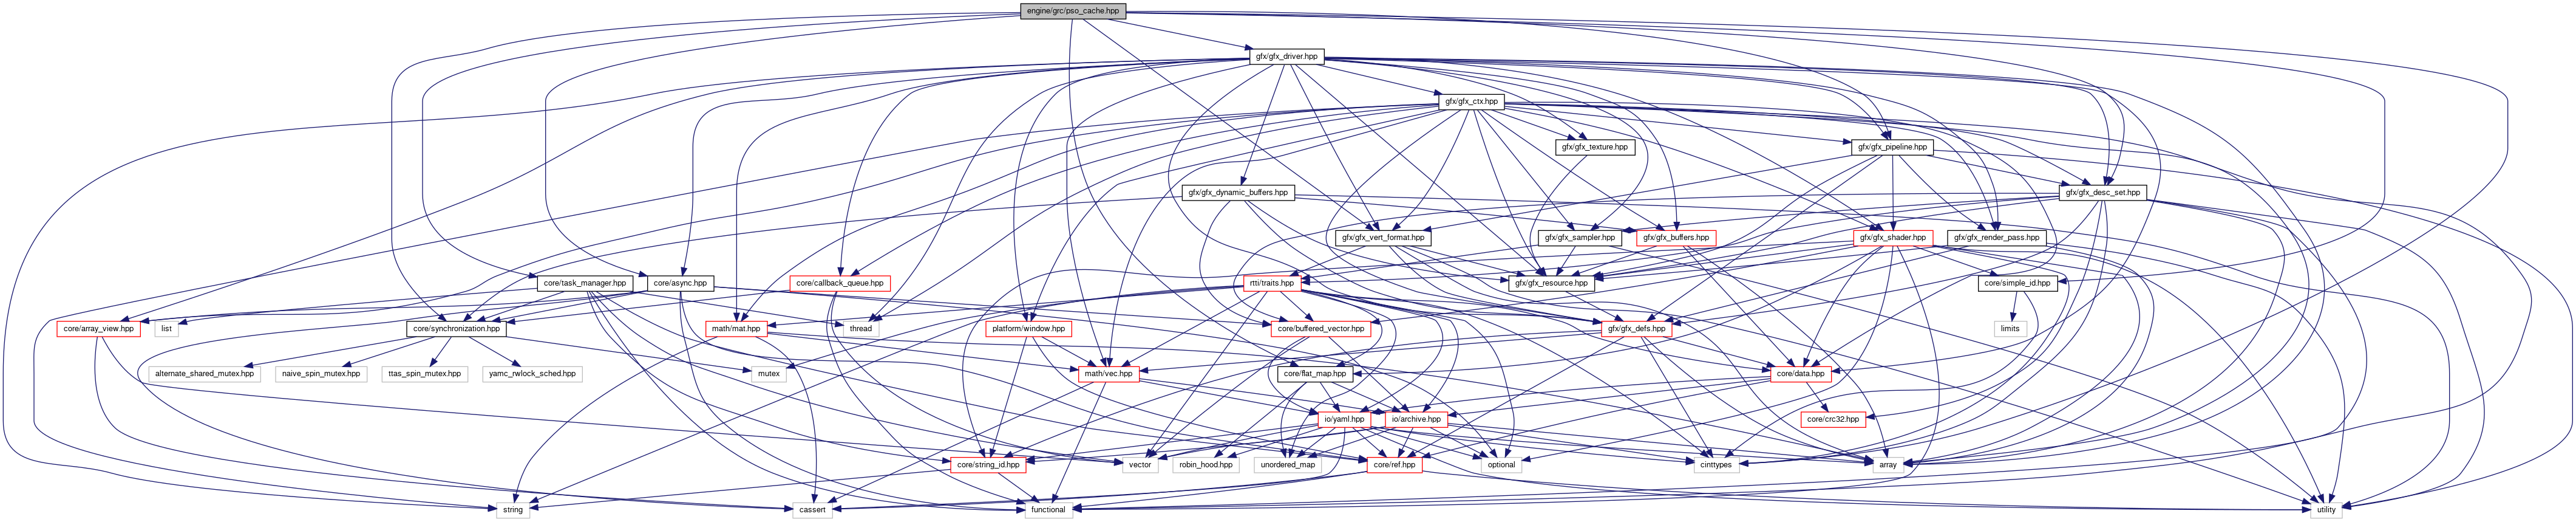 engine/grc/pso_cache.hpp
gfx/gfx_driver.hpp
gfx/gfx_ctx.hpp
gfx/gfx_texture.hpp
gfx/gfx_pipeline.hpp
gfx/gfx_dynamic_buffers.hpp
gfx/gfx_desc_set.hpp
gfx/gfx_vert_format.hpp
gfx/gfx_sampler.hpp
gfx/gfx_buffers.hpp
gfx/gfx_shader.hpp
gfx/gfx_render_pass.hpp
core/task_manager.hpp
core/async.hpp
core/callback_queue.hpp
rtti/traits.hpp
gfx/gfx_resource.hpp
core/simple_id.hpp
core/array_view.hpp
list
core/synchronization.hpp
math/mat.hpp
thread
platform/window.hpp
core/buffered_vector.hpp
gfx/gfx_defs.hpp
limits
alternate_shared_mutex.hpp
naive_spin_mutex.hpp
ttas_spin_mutex.hpp
yamc_rwlock_sched.hpp
mutex
math/vec.hpp
core/flat_map.hpp
core/data.hpp
io/yaml.hpp
io/archive.hpp
core/crc32.hpp
core/string_id.hpp
vector
robin_hood.hpp
unordered_map
core/ref.hpp
optional
cinttypes
array
string
cassert
functional
utility